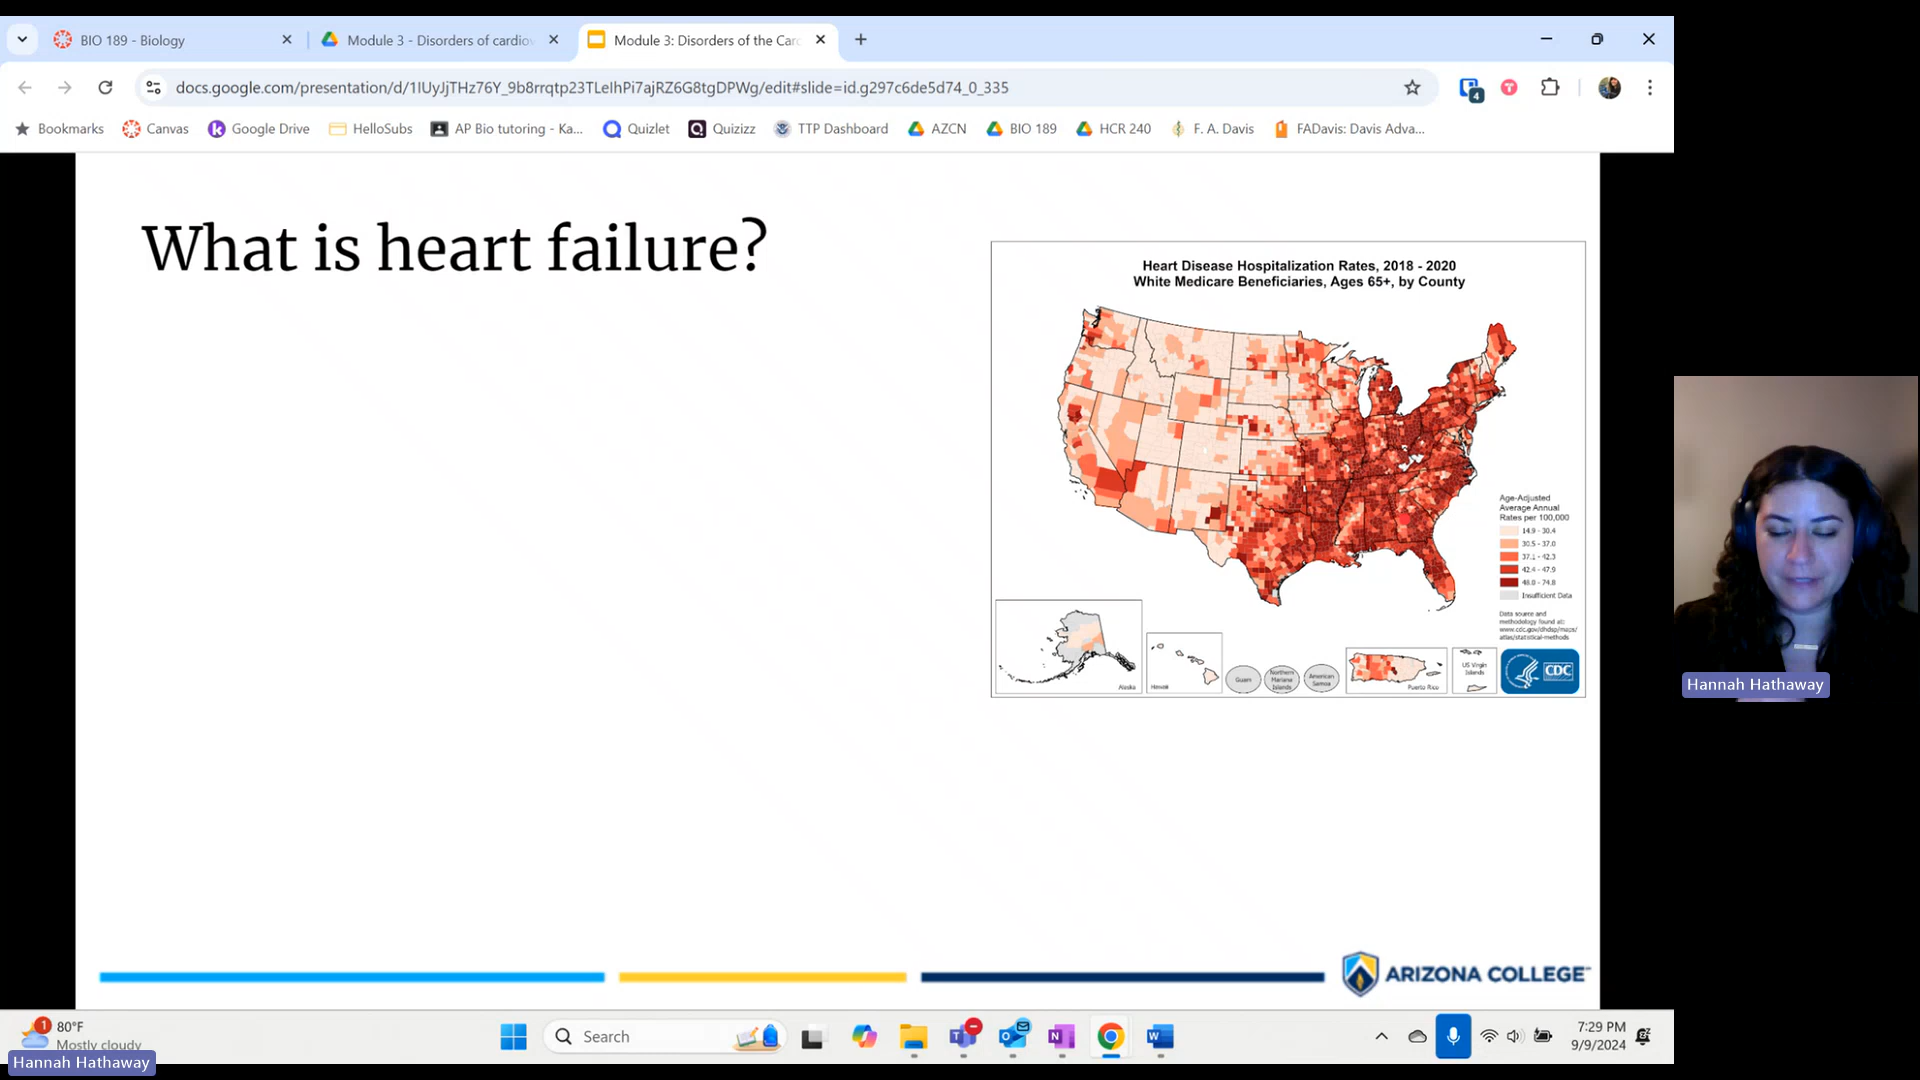 BIO 189 - Biology
Module 3 - Disorders of cardiov
Module 3: Disorders of the Car
docs.google.com/presentation/d/1IUyJjTHz76Y_9b8rrqtp23TLeIhPi7ajRZ6G8tgDPWg/edit#slide=id.g297c6de5d74_0_335
4
Bookmarks
Canvas
Google Drive
HelloSubs
AP Bio tutoring - Ka...
Quizlet
Quizizz
TTP Dashboard
AZCN
BIO 189
HCR 240
F. A. Davis
FADavis: Davis Adva...
What is heart failure?
Heart Disease Hospitalization Rates, 2018 - 2020
White Medicare Beneficiaries, Ages 65+, by County
Age-Adjusted
Average Annual
Rates per 100,000
14.9 - 30.4
30.5 - 37.0
37.1 - 42.3
42.4 - 47.9
48.0 - 74.8
Insufficient Data
Data source and
methodology found at:
www.cdc.gov/dhdsp/maps/
atlas/statistical-methods
Alaska
Hawaii
Guam
Northern
Mariana
Islands
American
Samoa
Puerto Rico
US Virgin
Islands
CDC
Hannah Hathaway
ARIZONA COLLEGE
1
80°F
Mostly cloudy
Hannah Hathaway
Search
7:29 PM
9/9/2024